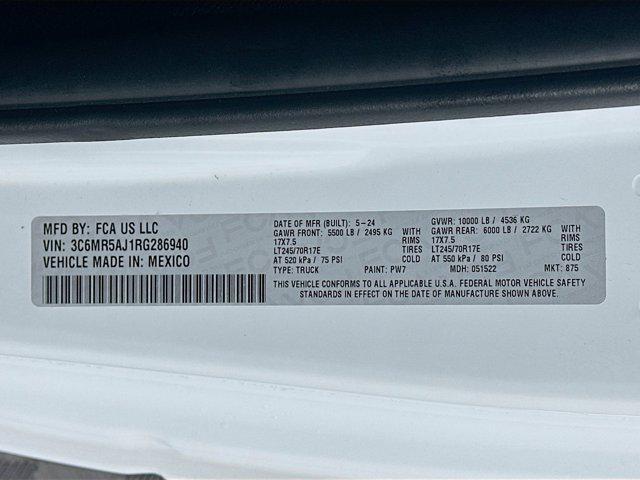 MFD BY: FCA US LLC
VIN: 3C6MR5AJ1RG286940
VEHICLE MADE IN: MEXICO
DATE OF MFR (BUILT): 5-24 GVWR: 10000 LB / 4536 KG
GAWR FRONT: 5500 LB / 2495 KG WITH GAWR REAR: 6000 LB / 2722 KG WITH
17X7.5 RIMS 17X7.5 RIMS
LT245/70R17E TIRES LT245/70R17E TIRES
AT 520 kPa / 75 PSI COLD AT 550 kPa / 80 PSI COLD
TYPE: TRUCK PAINT: PW7 MDH: 051522 MKT: 875
THIS VEHICLE CONFORMS TO ALL APPLICABLE U.S.A. FEDERAL MOTOR VEHICLE SAFETY
STANDARDS IN EFFECT ON THE DATE OF MANUFACTURE SHOWN ABOVE.